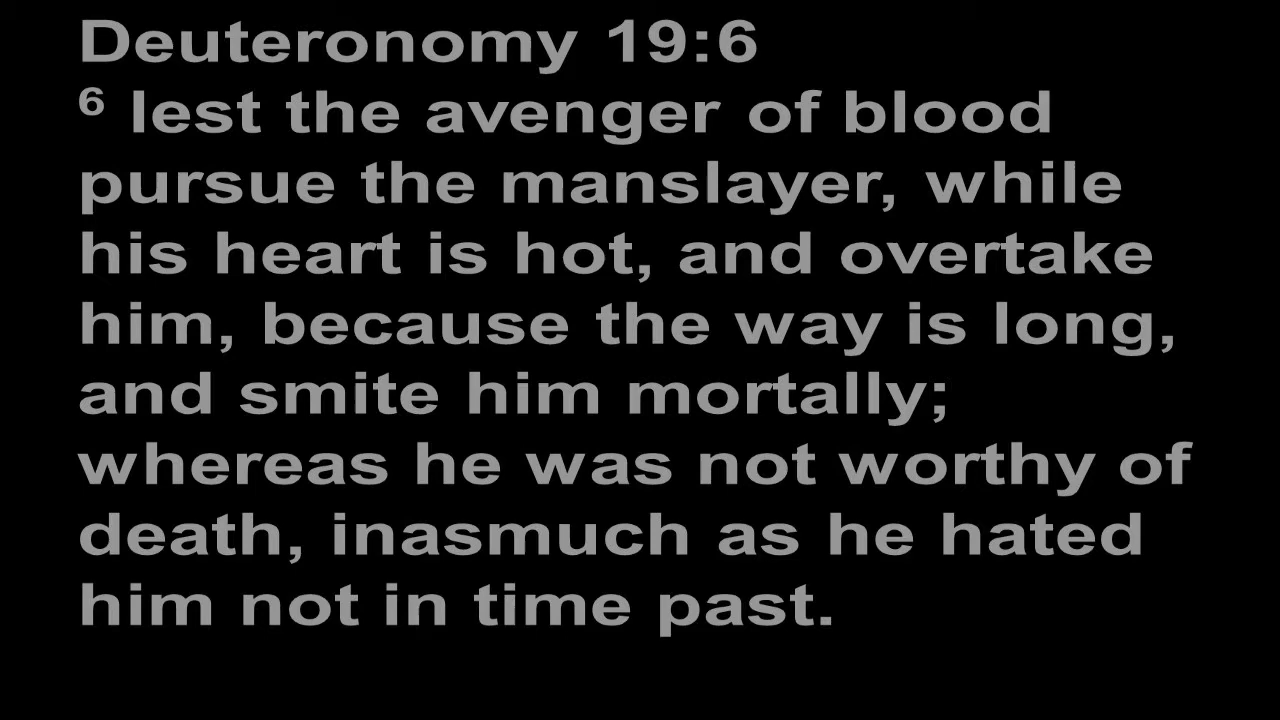 Deuteronomy 19:6
6 lest the avenger of blood
pursue the manslayer, while
his heart is hot, and overtake
him, because the way is long,
and smite him mortally;
whereas he was not worthy of
death, inasmuch as he hated
him not in time past.